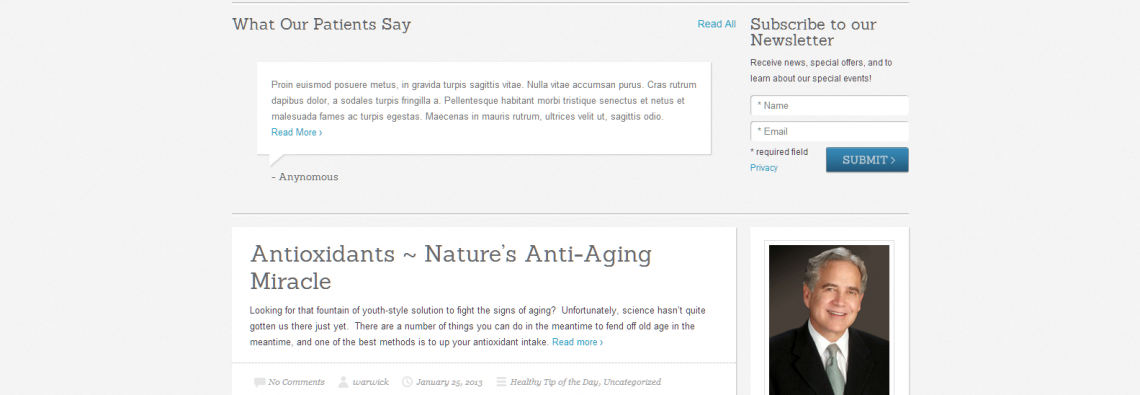 What Our Patients Say
Read All
Proin euismod posuere metus, in gravida turpis sagittis vitae. Nulla vitae accumsan purus. Cras rutrum
dapibus dolor, a sodales turpis fringilla a. Pellentesque habitant morbi tristique senectus et netus et
malesuada fames ac turpis egestas. Maecenas in mauris rutrum, ultrices velit ut, sagittis odio.
Read More ›
- Anynomous
Subscribe to our
Newsletter
Receive news, special offers, and to
learn about our special events!
* Name
* Email
* required field
Privacy
SUBMIT ›
Antioxidants ~ Nature's Anti-Aging
Miracle
Looking for that fountain of youth-style solution to fight the signs of aging?  Unfortunately, science hasn't quite
gotten us there just yet.  There are a number of things you can do in the meantime to fend off old age in the
meantime, and one of the best methods is to up your antioxidant intake. Read more ›
No Comments warwick January 25, 2013 Healthy Tip of the Day, Uncategorized